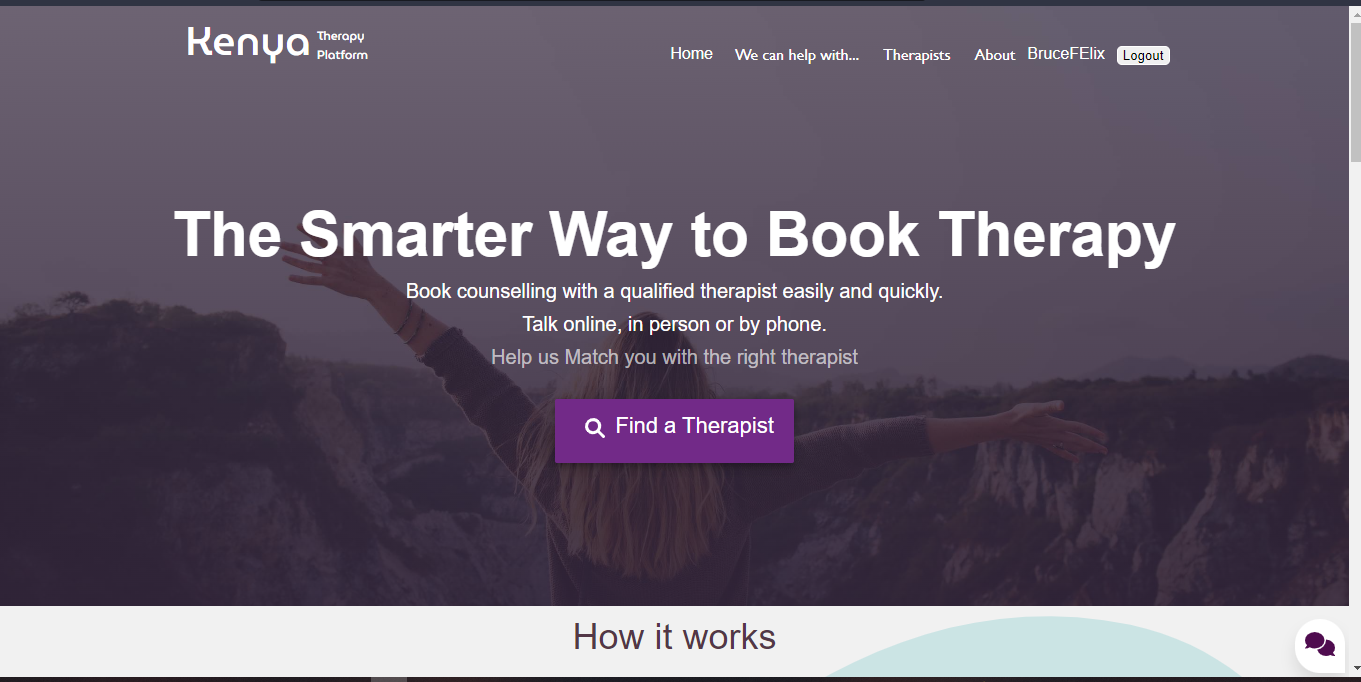 Kenya Therapy Platform
Home We can help with... Therapists About BruceFElix Logout
The Smarter Way to Book Therapy
Book counselling with a qualified therapist easily and quickly.
Talk online, in person or by phone.
Help us Match you with the right therapist
Find a Therapist
How it works